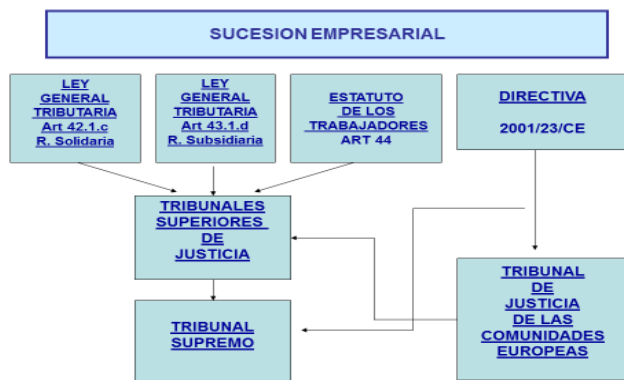 SUCESION EMPRESARIAL
LEY
GENERAL
TRIBUTARIA
Art 42.1.c
R. Solidaria
LEY
GENERAL
TRIBUTARIA
Art 43.1.d
R. Subsidiaria
ESTATUTO
DE LOS
TRABAJADORES
ART 44
DIRECTIVA
2001/23/CE
TRIBUNALES
SUPERIORES
DE
JUSTICIA
TRIBUNAL
SUPREMO
TRIBUNAL
DE
JUSTICIA
DE LAS
COMUNIDADES
EUROPEAS